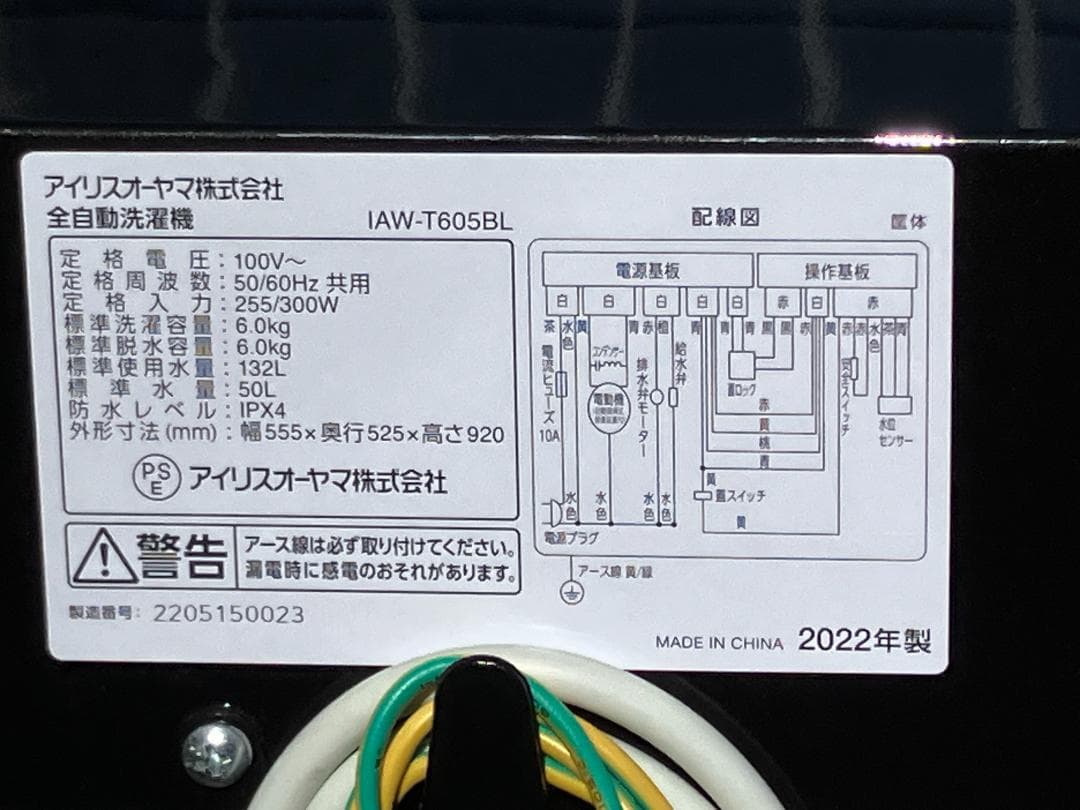 アイリスオーヤマ株式会社
全自動洗濯機 IAW-T605BL
定格電圧：100V～
定格周波数：50/60Hz 共用
定格入力：255/300W
標準洗濯容量：6.0kg
標準脱水容量：6.0kg
標準使用水量：132L
標準水量：50L
防水レベル：IPX4
外形寸法(mm)：幅555×奥行525×高さ920
PS
E
アイリスオーヤマ株式会社
警告
アース線は必ず取り付けてください。
漏電時に感電のおそれがあります。
製造番号：2205150023
配線図 筐体
電源基板 操作基板
白 白 白 白 白 赤 白 赤
茶 水色 黄 青 赤 橙 青 青 黒 黒 赤 黄 赤 赤 水色 茶 青
電流ヒューズ 10A
コンデンサー
電動機
排水弁モーター
給水弁
蓋ロック
安全スイッチ
水位
センサー
赤
黄
桃
青
黄
蓋スイッチ
黄
水色 水色 水色 水色
電源プラグ
アース線 黄/緑
MADE IN CHINA 2022年製